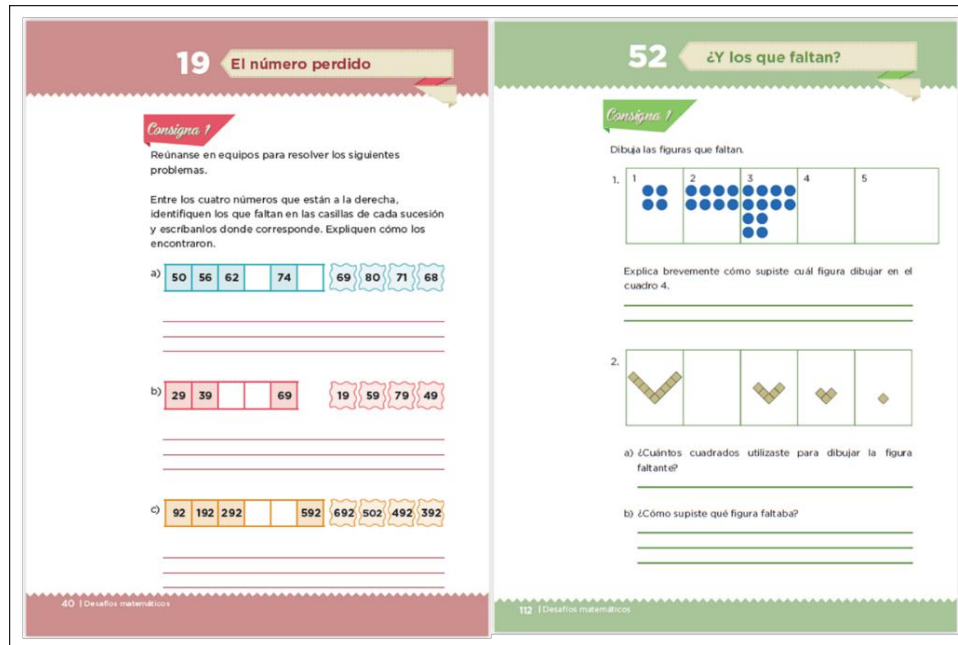 19
El número perdido
Consigna 1
Reúnanse en equipos para resolver los siguientes
problemas.
Entre los cuatro números que están a la derecha,
identifiquen los que faltan en las casillas de cada sucesión
y escríbanlos donde corresponde. Expliquen cómo los
encontraron.
a) 50 56 62 74 69 80 71 68
b) 29 39 69 19 59 79 49
c) 92 192 292 592 692 502 492 392
40 | Desafíos matemáticos
52
¿Y los que faltan?
Consigna 1
Dibuja las figuras que faltan.
1. 1 2 3 4 5
Explica brevemente cómo supiste cuál figura dibujar en el
cuadro 4.
2.
a) ¿Cuántos cuadrados utilizaste para dibujar la figura
faltante?
b) ¿Cómo supiste qué figura faltaba?
112 | Desafíos matemáticos